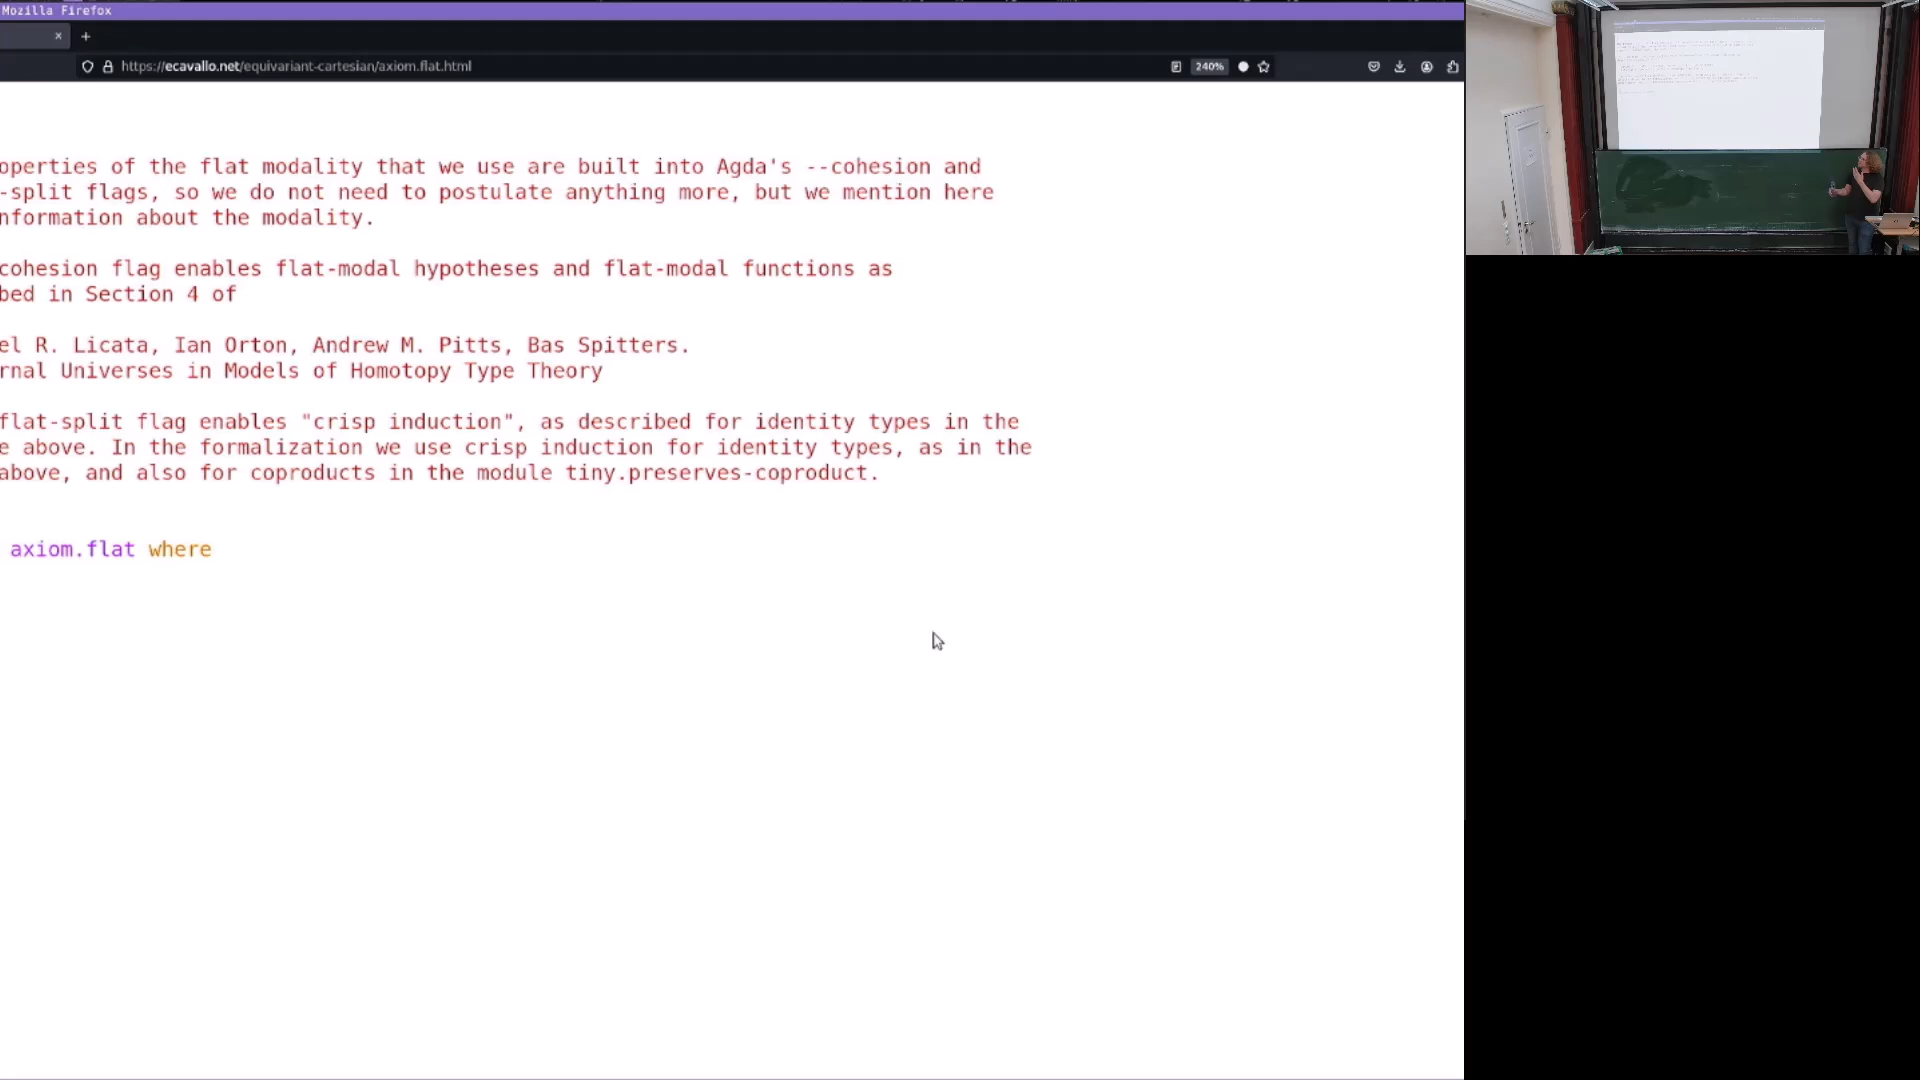 Mozilla Firefox
https://ecavallo.net/equivariant-cartesian/axiom.flat.html
240%
operties of the flat modality that we use are built into Agda's --cohesion and
-split flags, so we do not need to postulate anything more, but we mention here
nformation about the modality.
cohesion flag enables flat-modal hypotheses and flat-modal functions as
bed in Section 4 of
el R. Licata, Ian Orton, Andrew M. Pitts, Bas Spitters.
rnal Universes in Models of Homotopy Type Theory
flat-split flag enables "crisp induction", as described for identity types in the
e above. In the formalization we use crisp induction for identity types, as in the
above, and also for coproducts in the module tiny.preserves-coproduct.
axiom.flat where